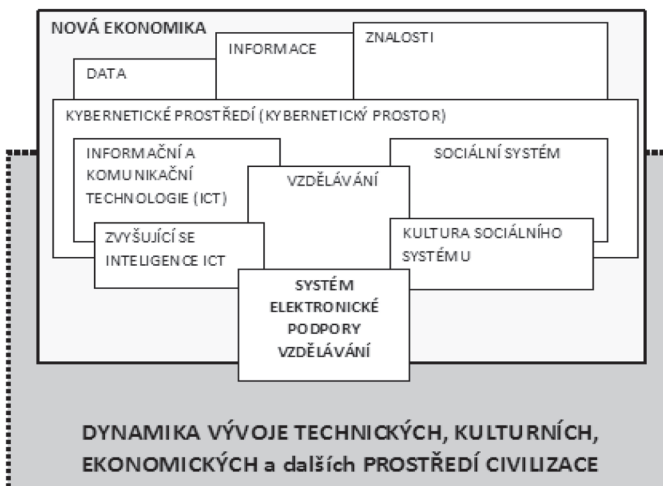 NOVÁ EKONOMIKA
DATA
INFORMACE
ZNALOSTI
KYBERNETICKÉ PROSTŘEDÍ (KYBERNETICKÝ PROSTOR)
INFORMAČNÍ A
KOMUNIKAČNÍ
TECHNOLOGIE (ICT)
VZDĚLÁVÁNÍ
SOCIÁLNÍ SYSTÉM
ZVYŠUJÍCÍ SE
INTELIGENCE ICT
KULTURA SOCIÁLNÍHO
SYSTÉMU
SYSTÉM
ELEKTRONICKÉ
PODPORY
VZDĚLÁVÁNÍ
DYNAMIKA VÝVOJE TECHNICKÝCH, KULTURNÍCH,
EKONOMICKÝCH a dalších PROSTŘEDÍ CIVILIZACE